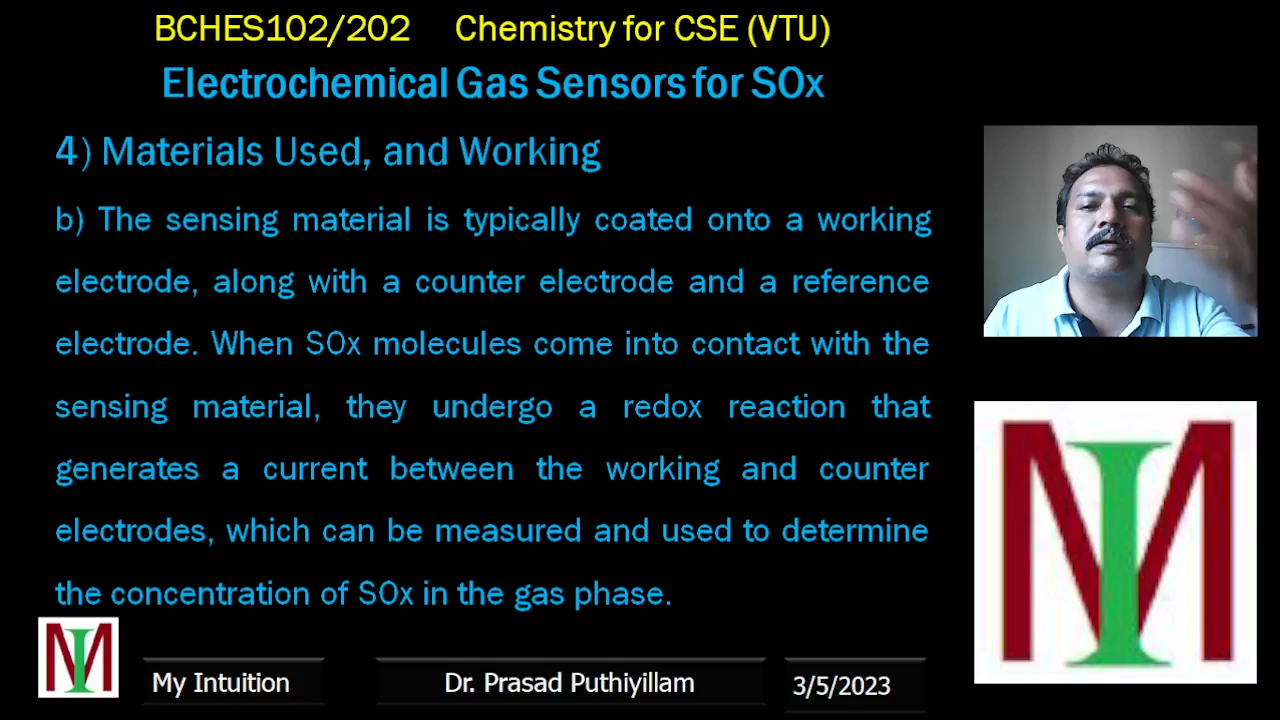 BCHES102/202 Chemistry for CSE (VTU)
Electrochemical Gas Sensors for SOx
4) Materials Used, and Working
b) The sensing material is typically coated onto a working
electrode, along with a counter electrode and a reference
electrode. When SOx molecules come into contact with the
sensing material, they undergo a redox reaction that
generates a current between the working and counter
electrodes, which can be measured and used to determine
the concentration of SOx in the gas phase.
MI
MI
My Intuition
Dr. Prasad Puthiyillam
3/5/2023